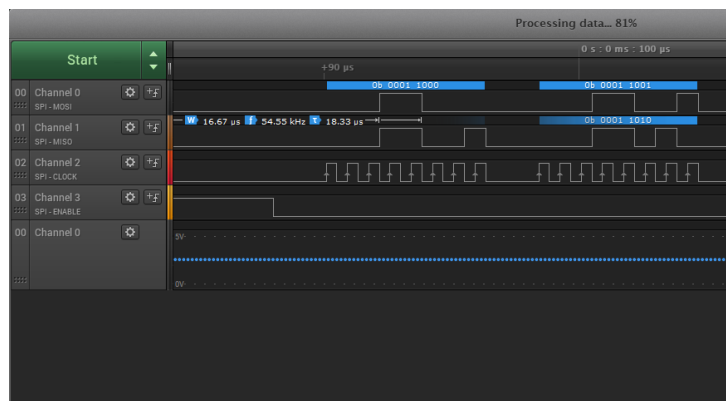 Processing data... 81%
Start
0 s : 0 ms : 100 µs
+90 µs
00 Channel 0
SPI - MOSI
0b 0001 1000
0b 0001 1001
01 Channel 1
SPI - MISO
W 16.67 µs f 54.55 kHz T 18.33 µs
0b 0001 1010
02 Channel 2
SPI - CLOCK
03 Channel 3
SPI - ENABLE
00 Channel 0
5V
0V